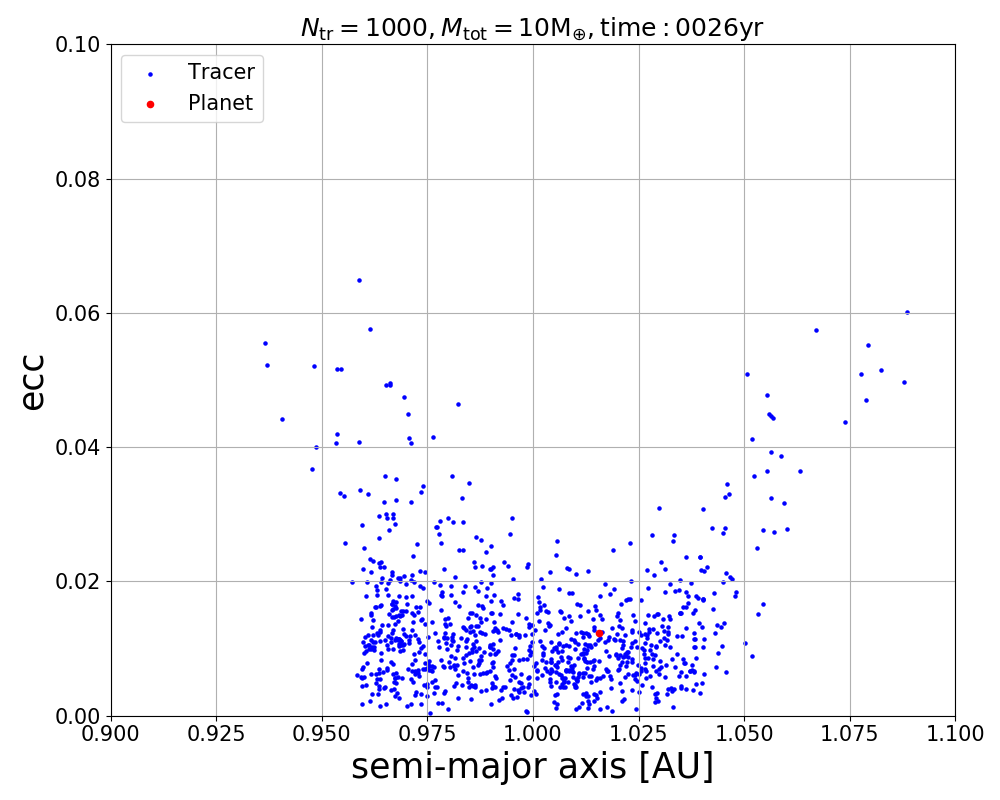 N_tr = 1000, M_tot = 10M_⊕, time : 0026yr
0.10
Tracer
Planet
0.08
0.06
ecc
0.04
0.02
0.00
0.900 0.925 0.950 0.975 1.000 1.025 1.050 1.075 1.100
semi-major axis [AU]